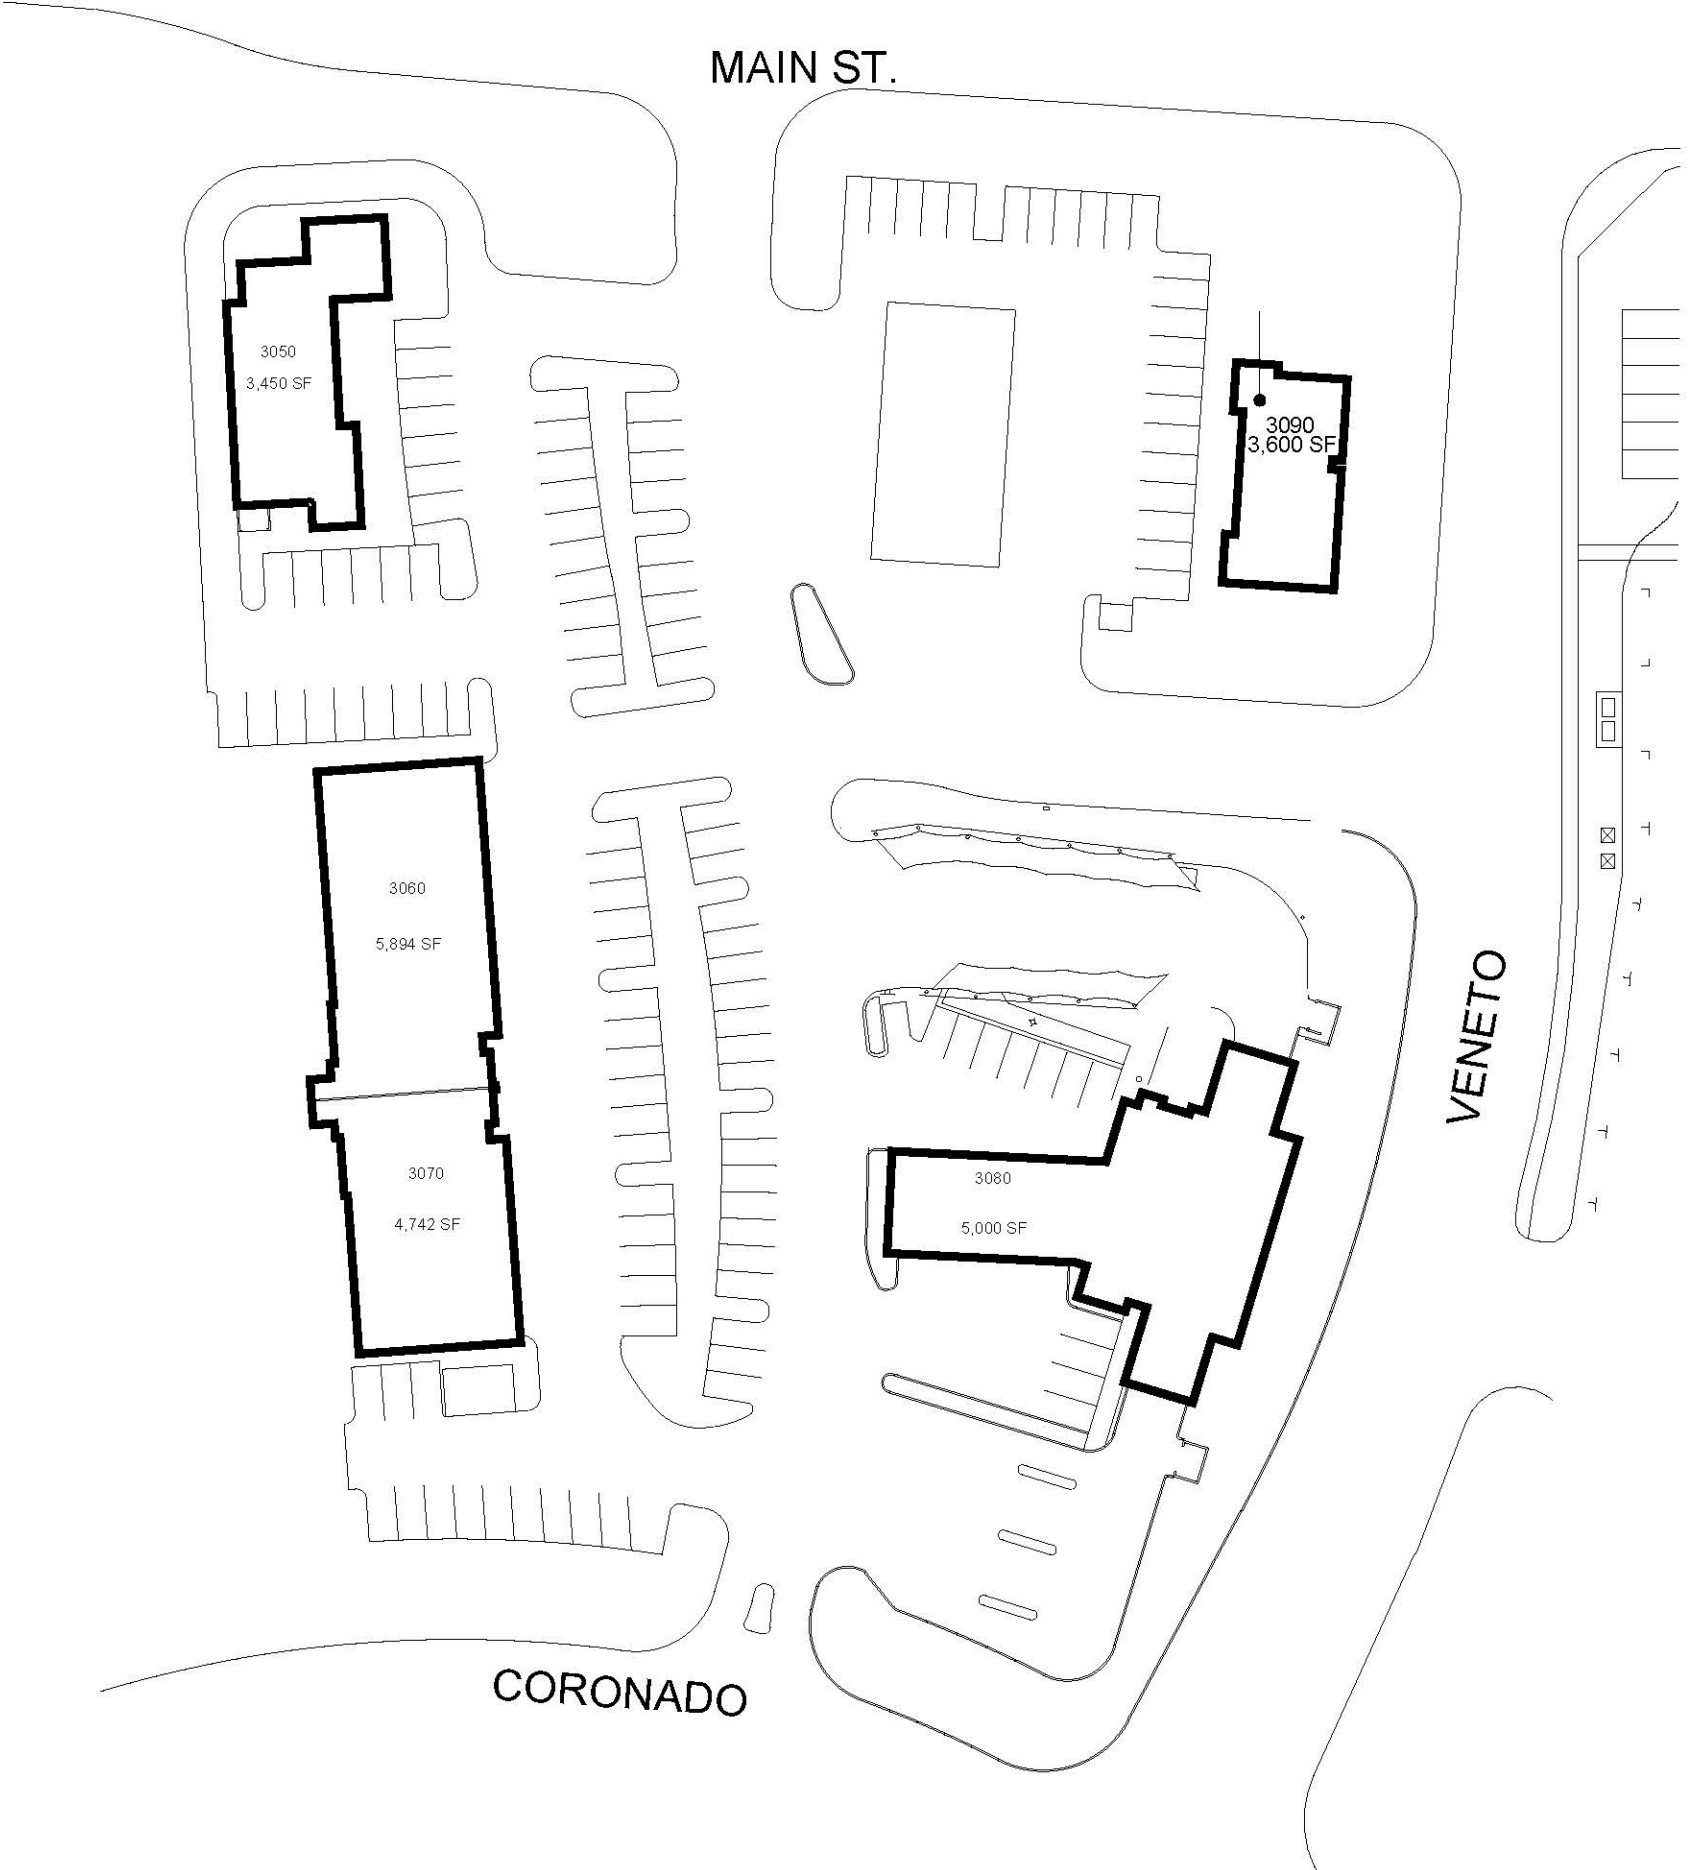 MAIN ST.
3050
3,450 SF
3090
3,600 SF
3060
5,894 SF
VENETO
3070
4,742 SF
3080
5,000 SF
CORONADO